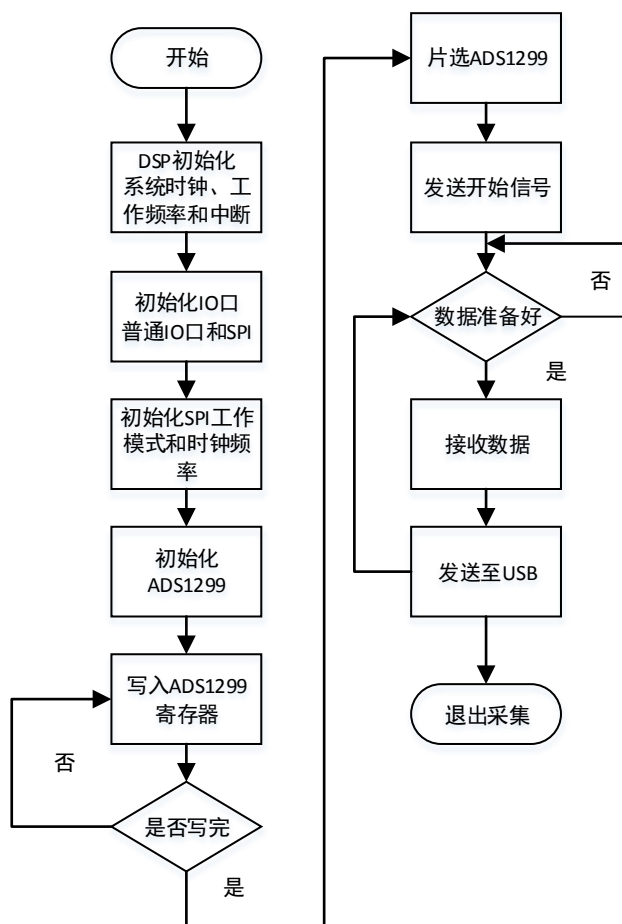 开始
DSP初始化
系统时钟、工
作频率和中断
初始化IO口
普通IO口和SPI
初始化SPI工作
模式和时钟频
率
初始化
ADS1299
写入ADS1299
寄存器
否
是否写完
是
片选ADS1299
发送开始信号
否
数据准备好
是
接收数据
发送至USB
退出采集